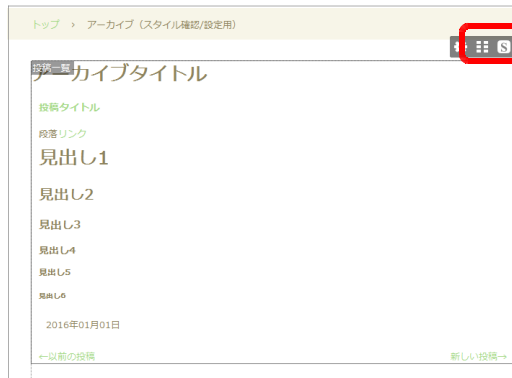 トップ › アーカイブ（スタイル確認/設定用）
S
投稿一覧
アーカイブタイトル
投稿タイトル
段落リンク
見出し1
見出し2
見出し3
見出し4
見出し5
見出し6
2016年01月01日
←以前の投稿 新しい投稿→